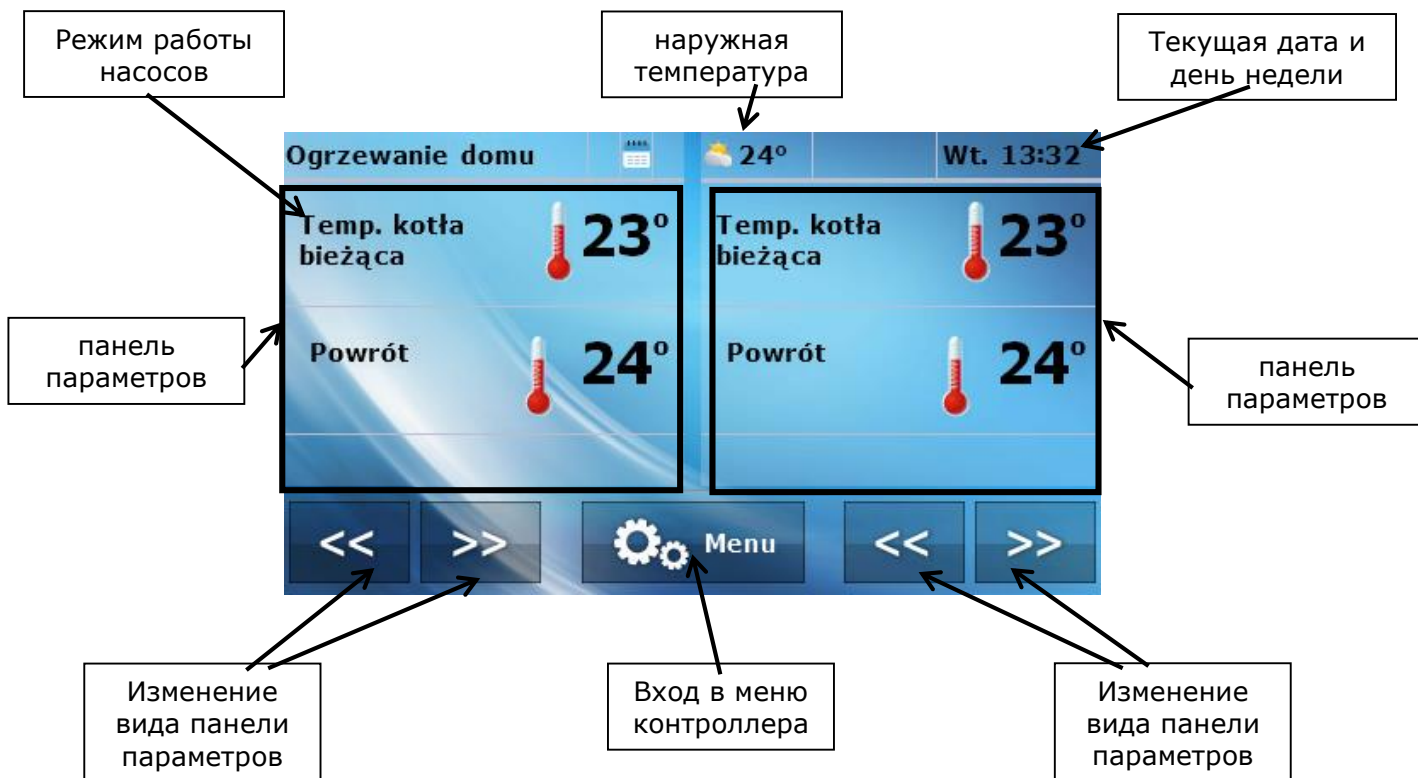 Режим работы
насосов
наружная
температура
Текущая дата и
день недели
Ogrzewanie domu
24°
Wt. 13:32
Temp. kotła
bieżąca
23°
Temp. kotła
bieżąca
23°
панель
параметров
Powrót
24°
Powrót
24°
панель
параметров
<<
>>
Menu
<<
>>
Изменение
вида панели
параметров
Вход в меню
контроллера
Изменение
вида панели
параметров